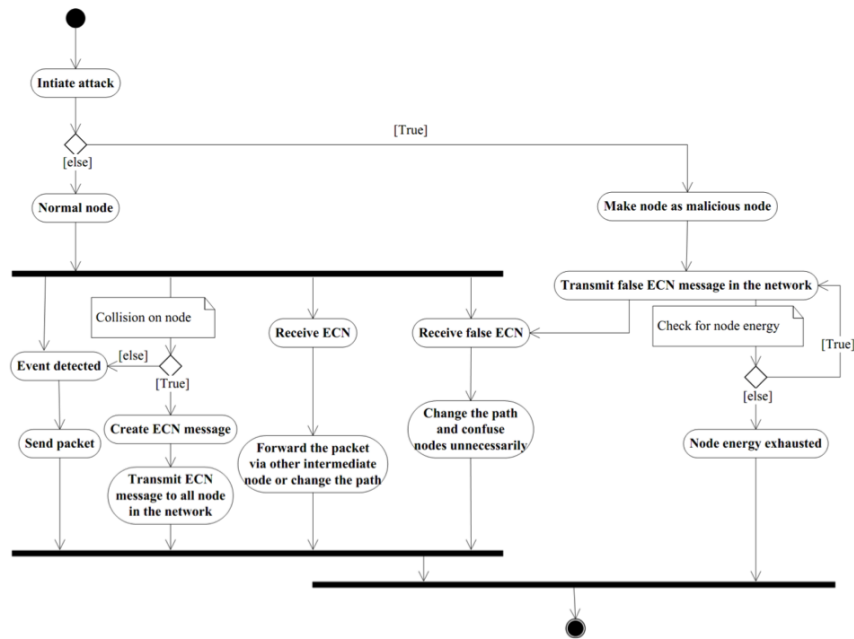 Intiate attack
[True]
[else]
Normal node
Make node as malicious node
Transmit false ECN message in the network
Collision on node
Receive ECN
Receive false ECN
Check for node energy
[True]
[else]
Event detected
[True]
[else]
Change the path
and confuse
nodes unnecessarily
Send packet
Create ECN message
Node energy exhausted
Forward the packet
via other intermediate
node or change the path
Transmit ECN
message to all node
in the network